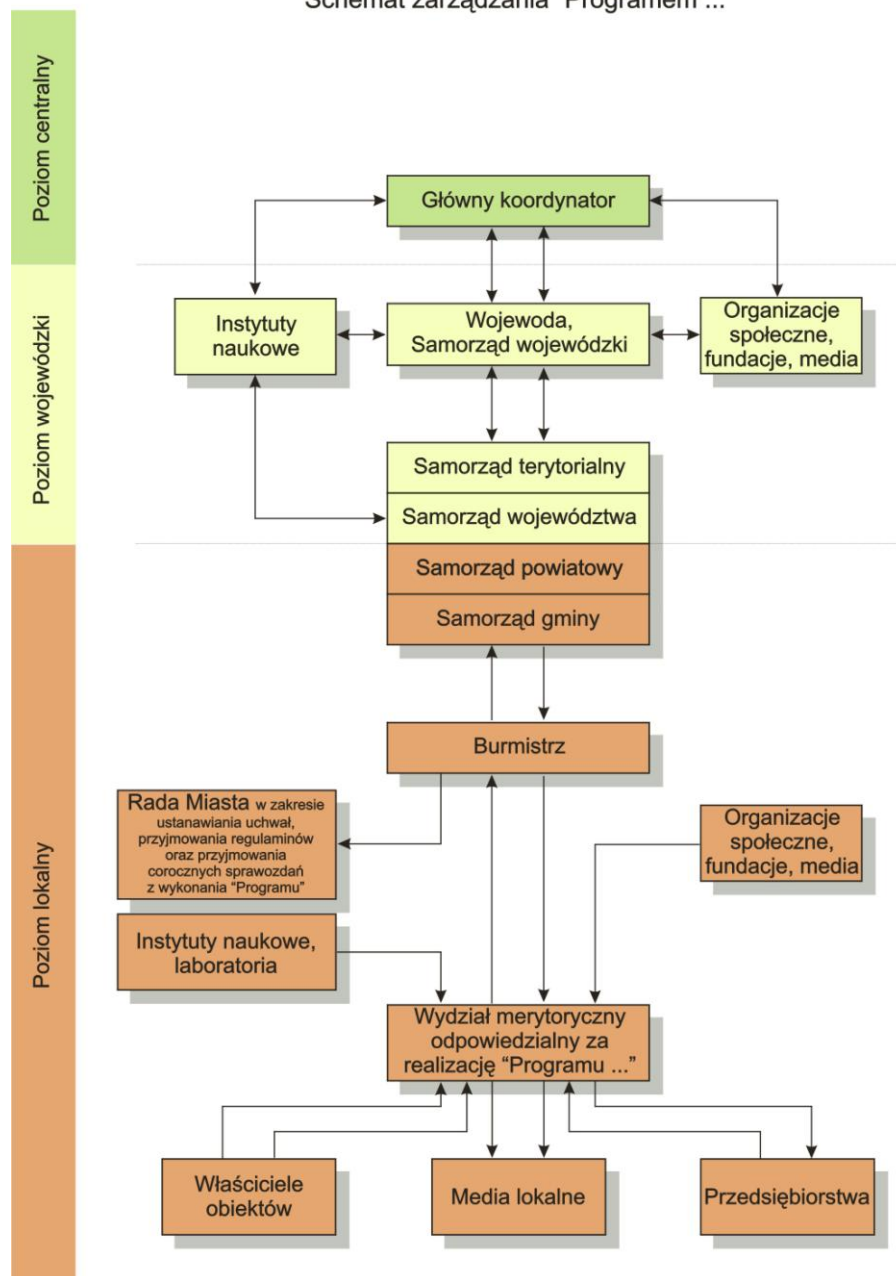 Schemat zarządzania "Programem ...
Poziom centralny
Główny koordynator
Poziom wojewódzki
Instytuty
naukowe
Wojewoda,
Samorząd wojewódzki
Organizacje
społeczne,
fundacje, media
Samorząd terytorialny
Samorząd województwa
Poziom lokalny
Samorząd powiatowy
Samorząd gminy
Burmistrz
Rada Miasta w zakresie
ustanawiania uchwał,
przyjmowania regulaminów
oraz przyjmowania
corocznych sprawozdań
z wykonania “Programu”
Organizacje
społeczne,
fundacje, media
Instytuty naukowe,
laboratoria
Wydział merytoryczny
odpowiedzialny za
realizację “Programu ...”
Właściciele
obiektów
Media lokalne
Przedsiębiorstwa